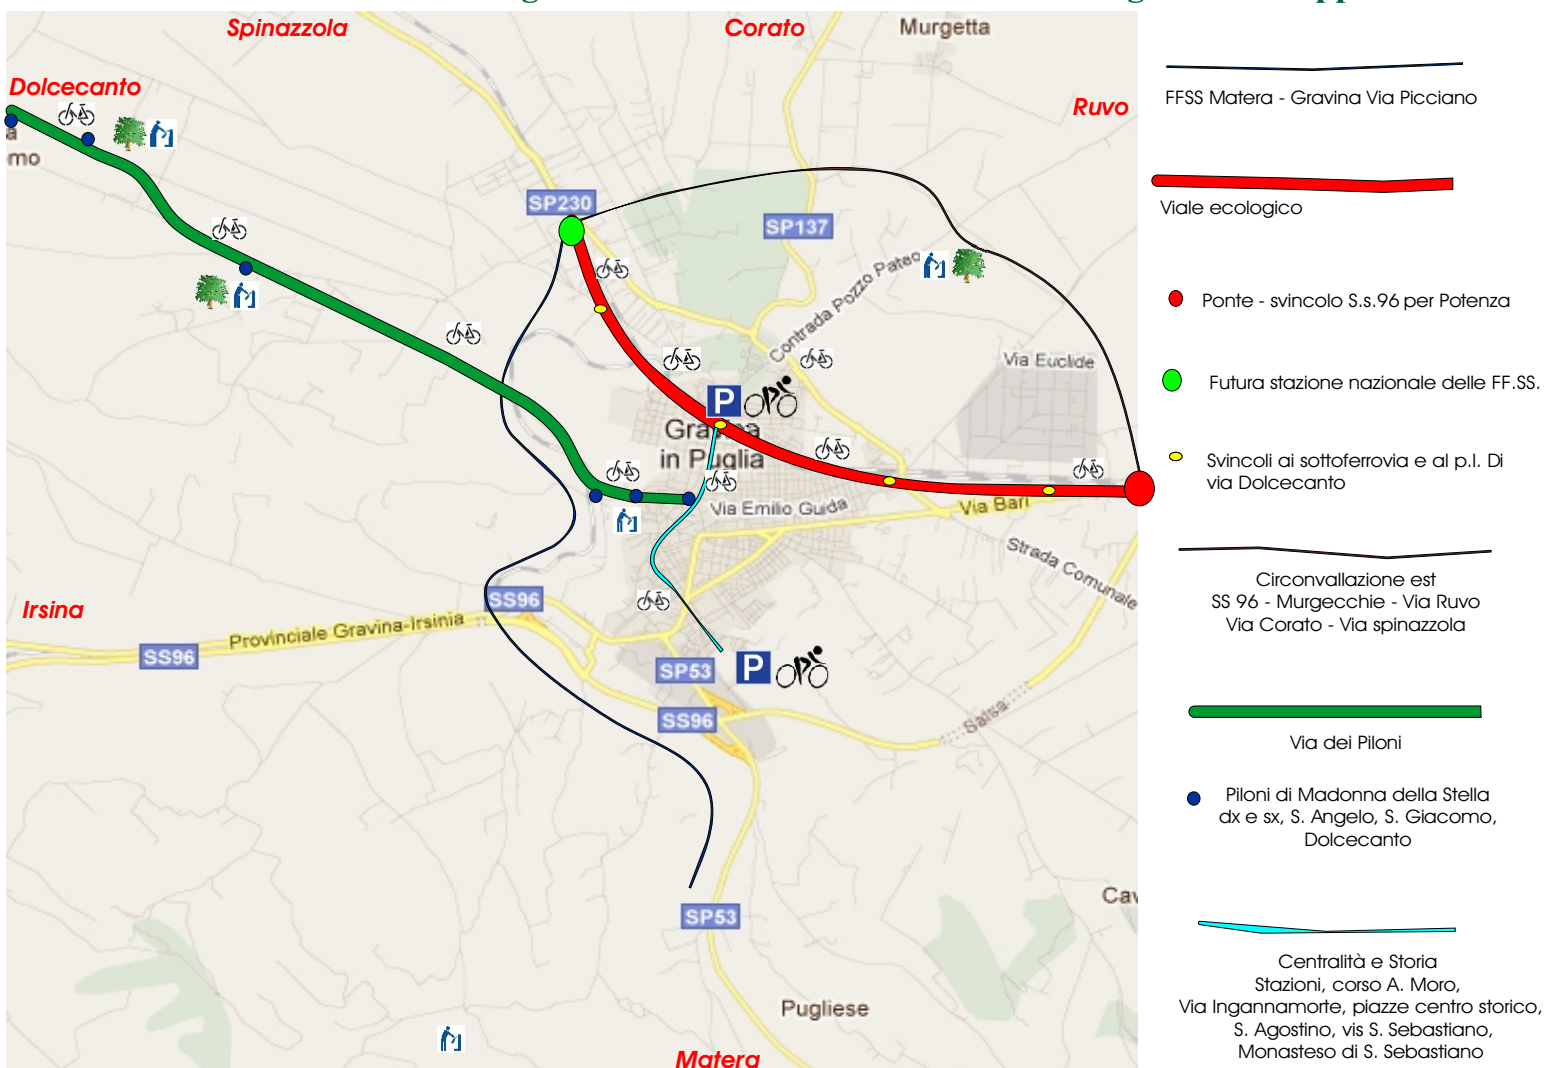 Spinazzola
Corato
Murgetta
Dolcecanto
Ruvo
mo
SP230
SP137
Contrada Pozzo Pateo
Via Euclide
Gravina
in Puglia
P
Via Emilio Guida
Via Bari
Strada Comunale
Irsina
SS96
Provinciale Gravina-Irsinia
SS96
SP53
P
SS96
Salsa
SP53
Cav
Pugliese
Matera
FFSS Matera - Gravina Via Picciano
Viale ecologico
Ponte - svincolo S.s.96 per Potenza
Futura stazione nazionale delle FF.SS.
Svincoli ai sottoferrovia e al p.l. Di
via Dolcecanto
Circonvallazione est
SS 96 - Murgecchie - Via Ruvo
Via Corato - Via spinazzola
Via dei Piloni
Piloni di Madonna della Stella
dx e sx, S. Angelo, S. Giacomo,
Dolcecanto
Centralità e Storia
Stazioni, corso A. Moro,
Via Ingannamorte, piazze centro storico,
S. Agostino, vis S. Sebastiano,
Monasteso di S. Sebastiano